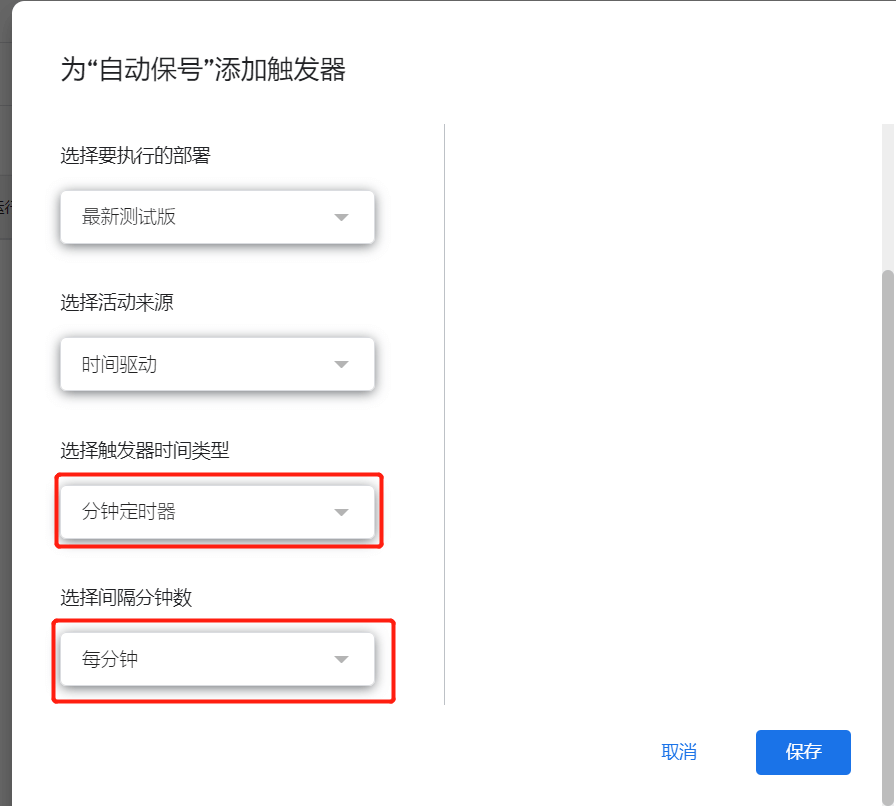 为“自动保号”添加触发器
选择要执行的部署
最新测试版
选择活动来源
时间驱动
选择触发器时间类型
分钟定时器
选择间隔分钟数
每分钟
取消
保存